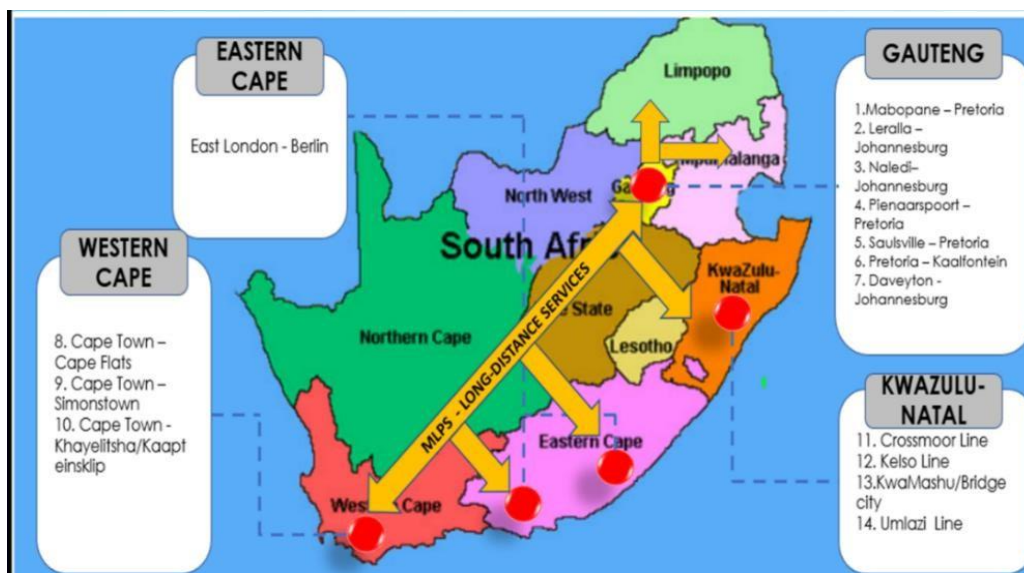 EASTERN
CAPE
East London - Berlin
WESTERN
CAPE
8. Cape Town –
Cape Flats
9. Cape Town –
Simonstown
10. Cape Town -
Khayelitsha/Kaapt
einsklip
GAUTENG
1.Mabopane – Pretoria
2. Leralla –
Johannesburg
3. Naledi–
Johannesburg
4. Pienaarspoort –
Pretoria
5. Saulsville – Pretoria
6. Pretoria – Kaalfontein
7. Daveyton -
Johannesburg
KWAZULU-
NATAL
11. Crossmoor Line
12. Kelso Line
13.KwaMashu/Bridge
city
14. Umlazi Line
Limpopo
North West
South
KwaZulu-
Natal
State
Northern Cape
Lesotho
MLPS - LONG-DISTANCE SERVICES
Eastern Cape
Cape